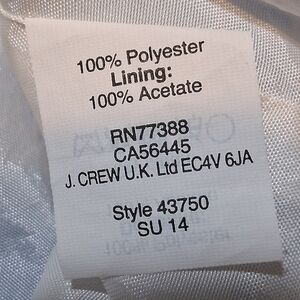 100% Polyester
Lining:
100% Acetate
RN77388
CA56445
J. CREW U.K. Ltd EC4V 6JA
Style 43750
SU 14